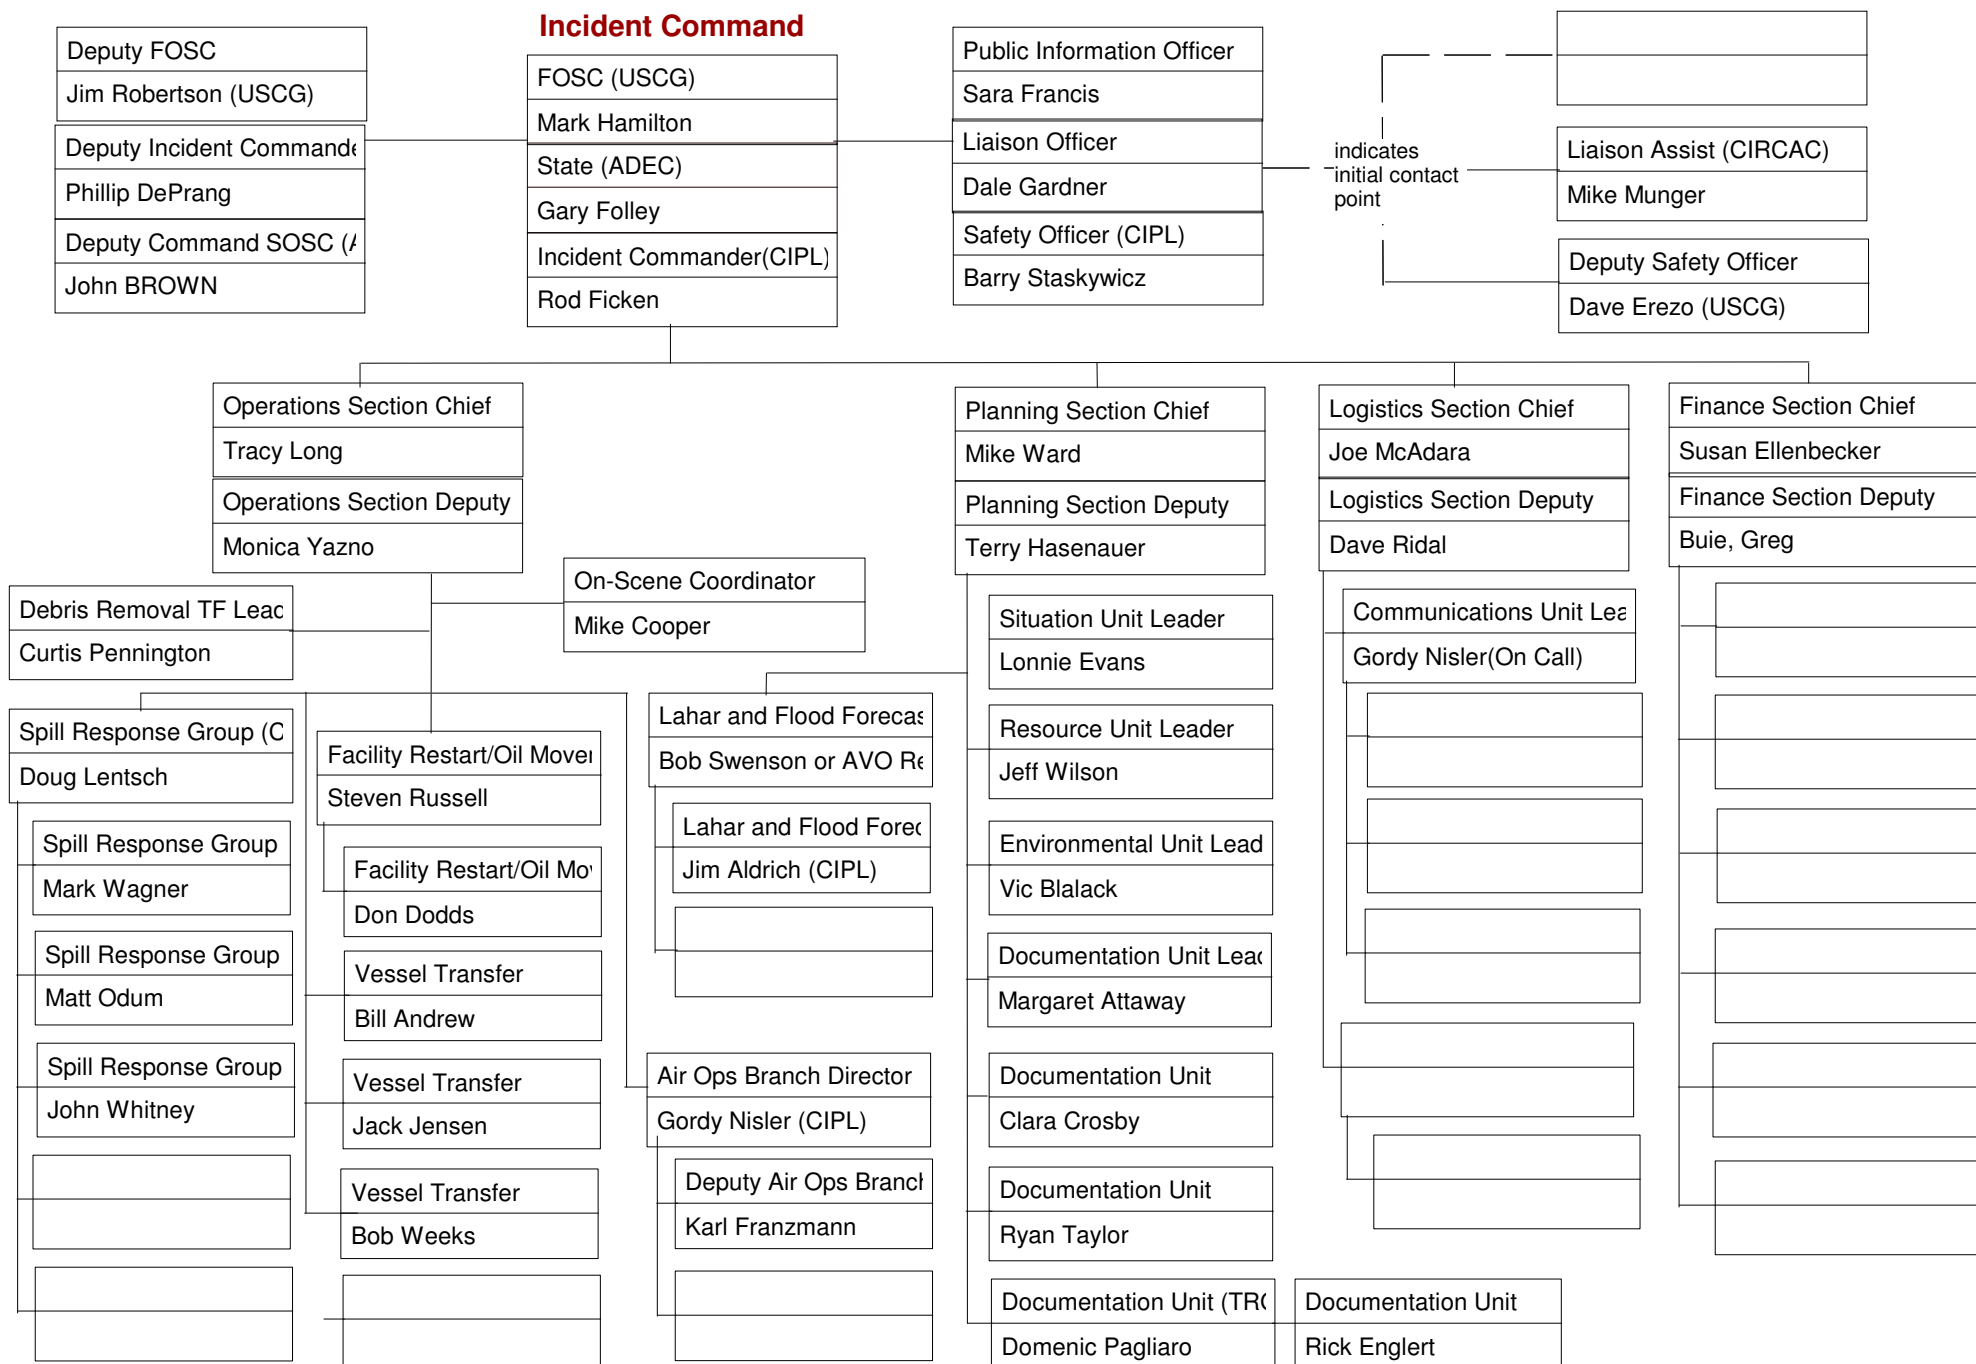 Incident Command
Deputy FOSC
Jim Robertson (USCG)
Deputy Incident Commande
Phillip DePrang
Deputy Command SOSC (A
John BROWN
FOSC (USCG)
Mark Hamilton
State (ADEC)
Gary Folley
Incident Commander(CIPL)
Rod Ficken
Public Information Officer
Sara Francis
Liaison Officer
Dale Gardner
Safety Officer (CIPL)
Barry Staskywicz
indicates
initial contact
point
Liaison Assist (CIRCAC)
Mike Munger
Deputy Safety Officer
Dave Erezo (USCG)
Operations Section Chief
Tracy Long
Operations Section Deputy
Monica Yazno
On-Scene Coordinator
Mike Cooper
Debris Removal TF Leac
Curtis Pennington
Spill Response Group (C
Doug Lentsch
Spill Response Group
Mark Wagner
Spill Response Group
Matt Odum
Spill Response Group
John Whitney
Facility Restart/Oil Mover
Steven Russell
Facility Restart/Oil Mov
Don Dodds
Vessel Transfer
Bill Andrew
Vessel Transfer
Jack Jensen
Vessel Transfer
Bob Weeks
Lahar and Flood Forecas
Bob Swenson or AVO Re
Lahar and Flood Forec
Jim Aldrich (CIPL)
Air Ops Branch Director
Gordy Nisler (CIPL)
Deputy Air Ops Branch
Karl Franzmann
Planning Section Chief
Mike Ward
Planning Section Deputy
Terry Hasenauer
Situation Unit Leader
Lonnie Evans
Resource Unit Leader
Jeff Wilson
Environmental Unit Lead
Vic Blalack
Documentation Unit Leac
Margaret Attaway
Documentation Unit
Clara Crosby
Documentation Unit
Ryan Taylor
Documentation Unit (TRC
Domenic Pagliaro
Documentation Unit
Rick Englert
Logistics Section Chief
Joe McAdara
Logistics Section Deputy
Dave Ridal
Communications Unit Lea
Gordy Nisler(On Call)
Finance Section Chief
Susan Ellenbecker
Finance Section Deputy
Buie, Greg